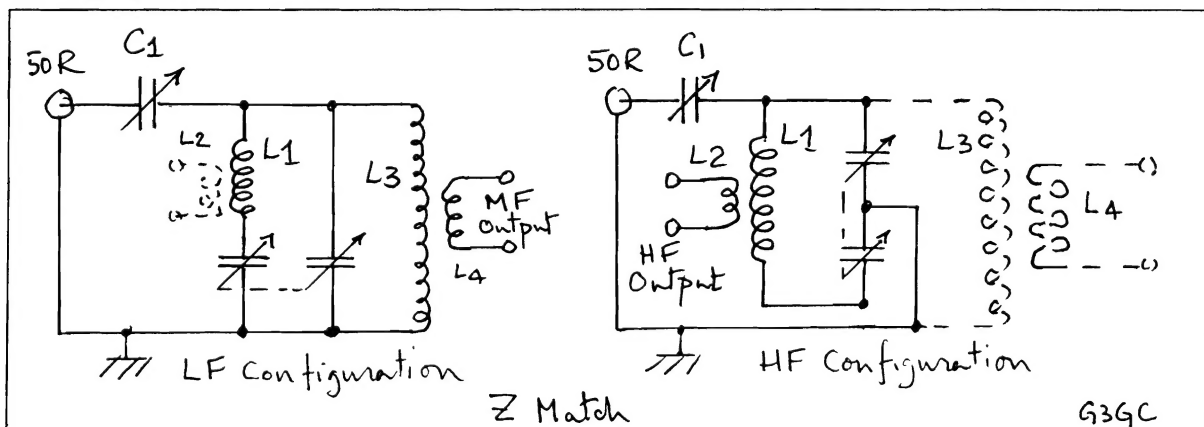 50R
C1
L2
L1
L3
MF
Output
L4
LF Configuration
50R
C1
L2
L1
L3
HF
Output
L4
HF Configuration
Z Match
G3GC